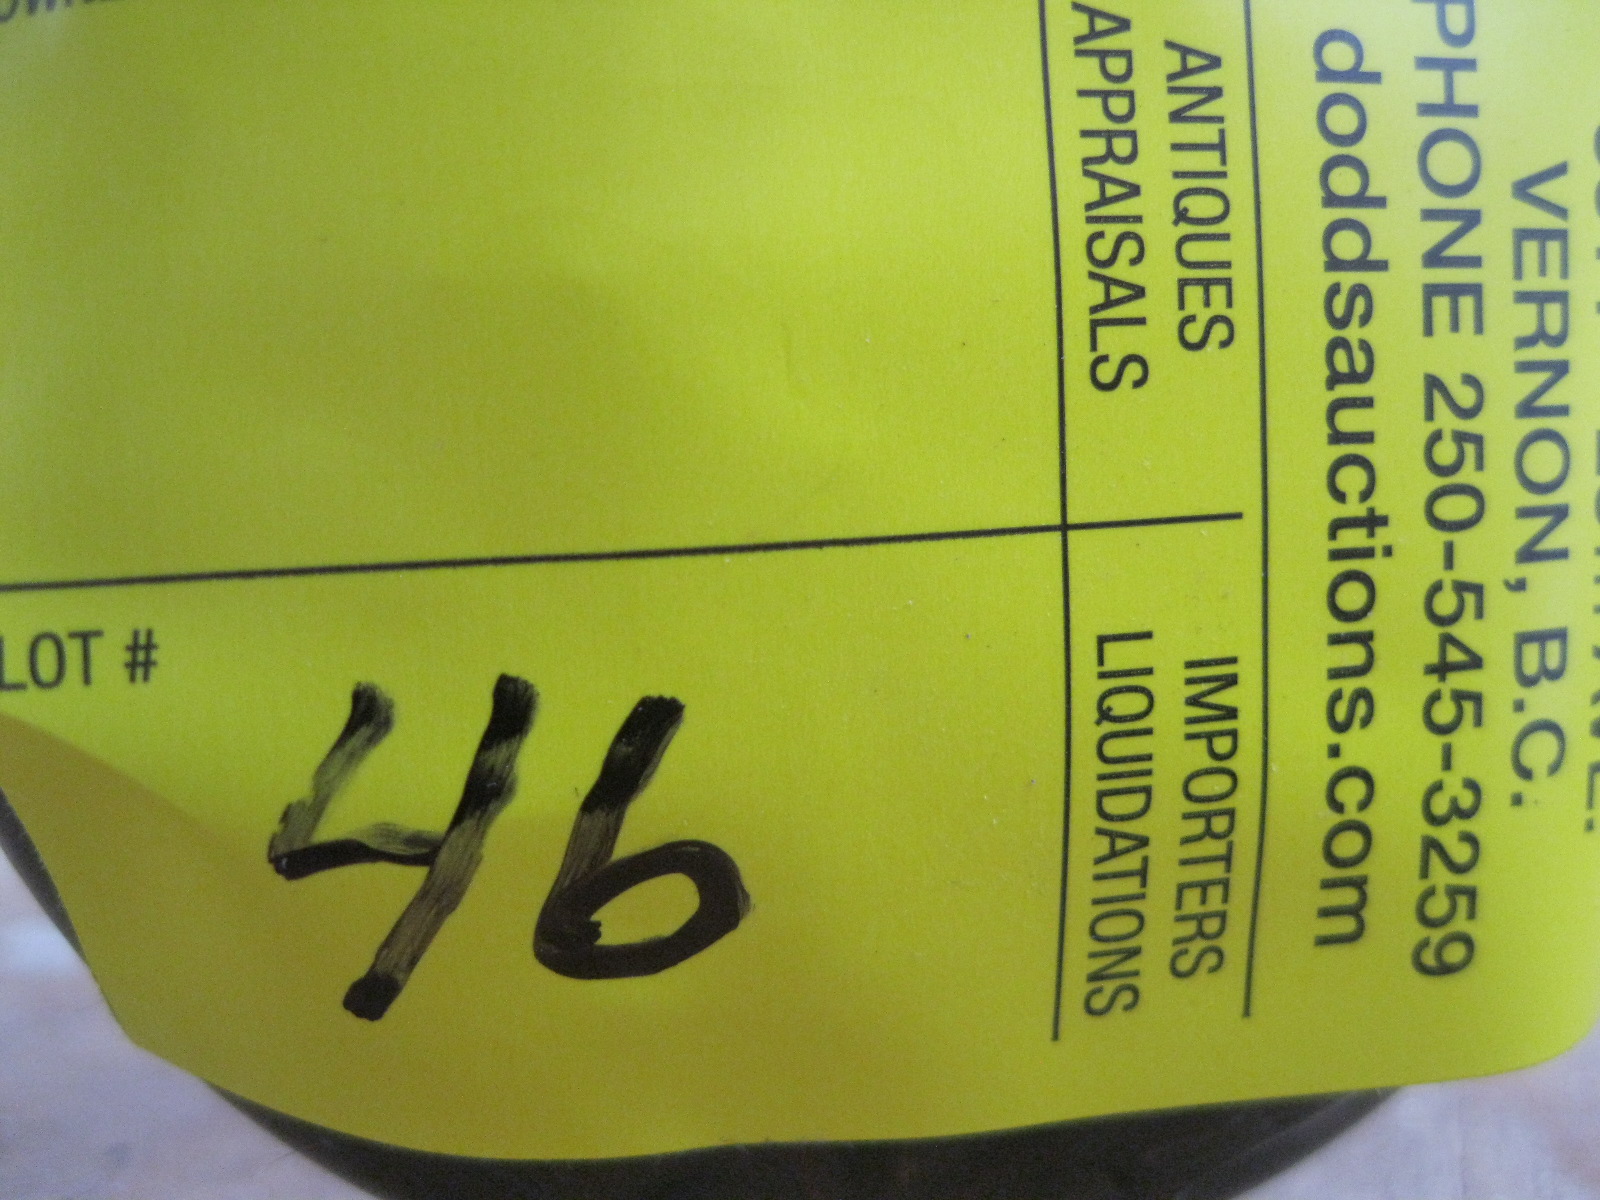 VERNON, B.C.
PHONE 250-545-3259
doddsauctions.com
ANTIQUES
APPRAISALS
IMPORTERS
LIQUIDATIONS
LOT #
46